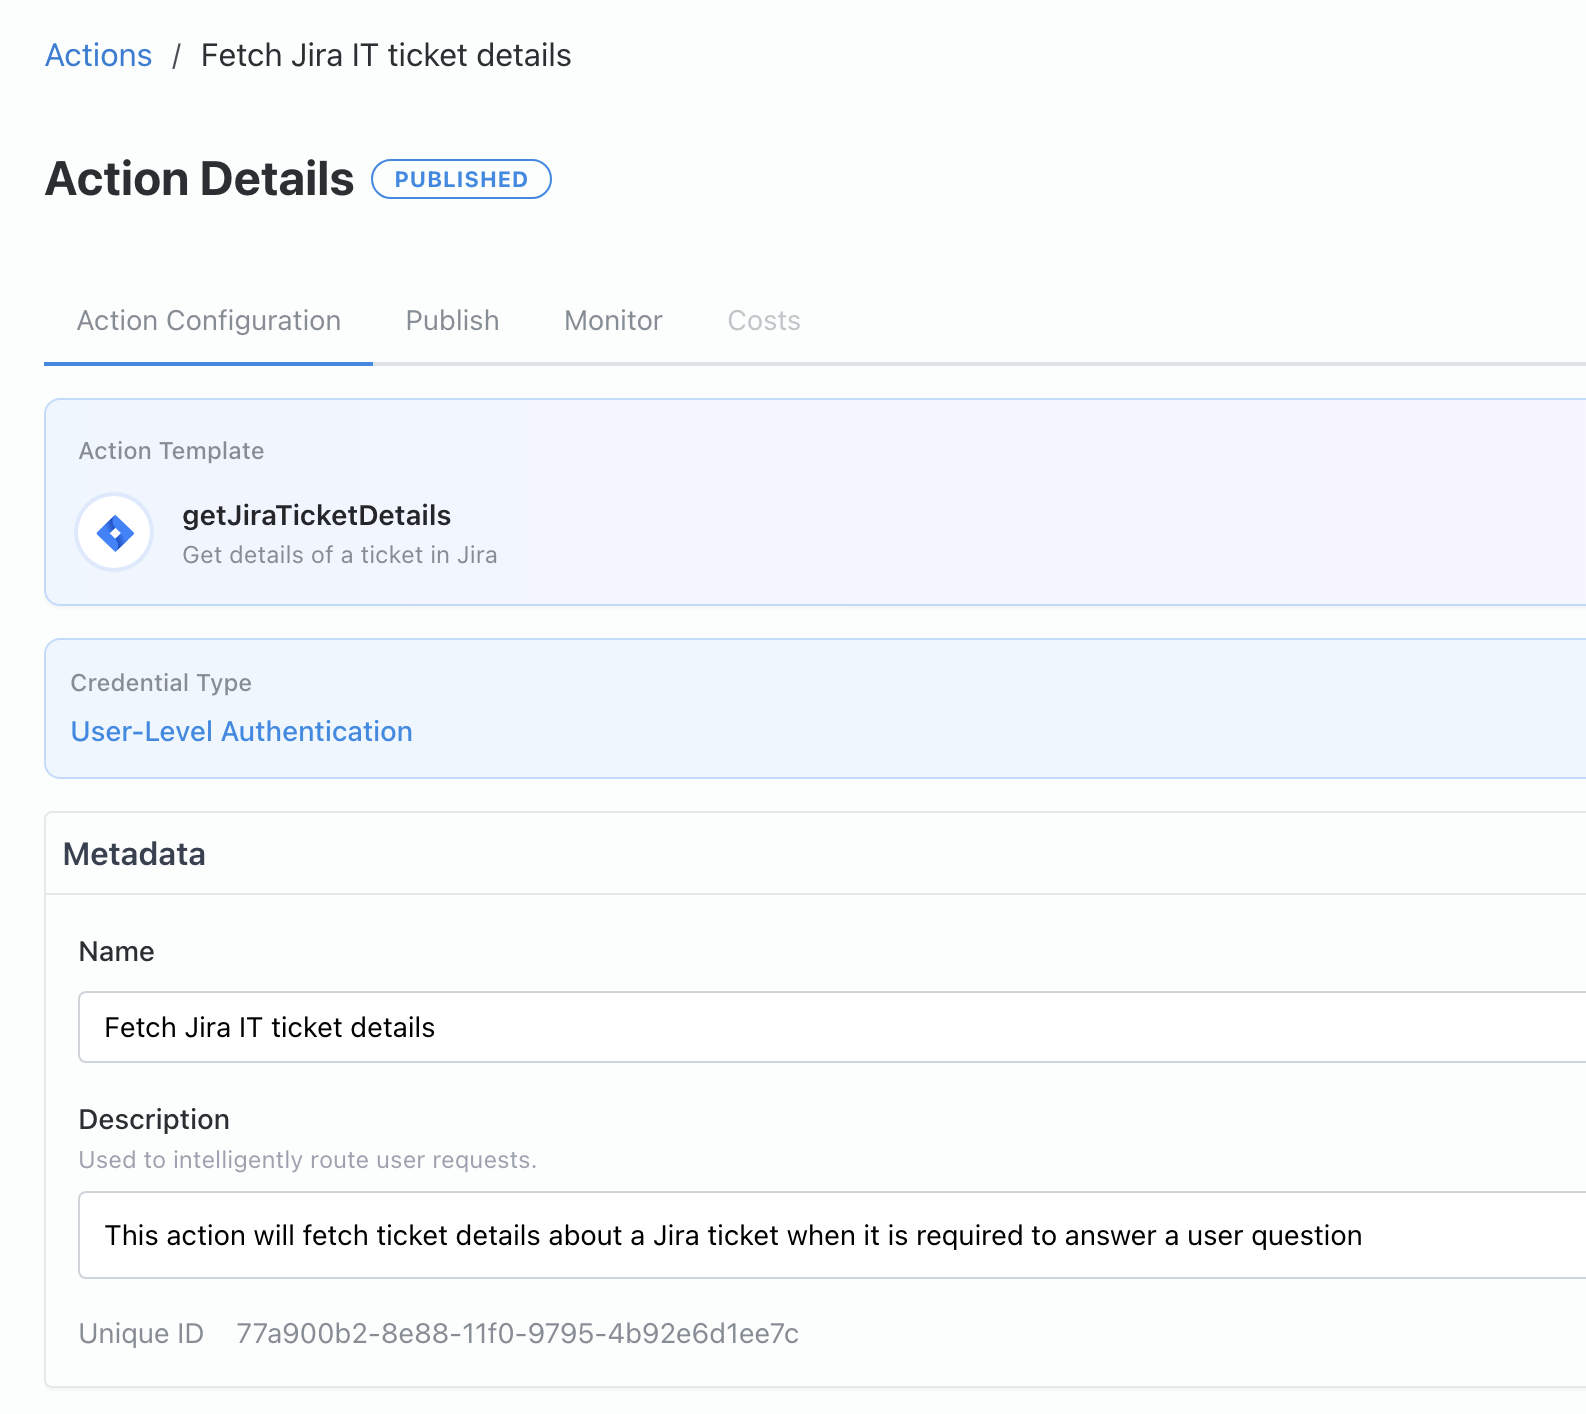 Actions / Fetch Jira IT ticket details
Action Details PUBLISHED
Action Configuration Publish Monitor Costs
Action Template
getJiraTicketDetails
Get details of a ticket in Jira
Credential Type
User-Level Authentication
Metadata
Name
Fetch Jira IT ticket details
Description
Used to intelligently route user requests.
This action will fetch ticket details about a Jira ticket when it is required to answer a user question
Unique ID 77a900b2-8e88-11f0-9795-4b92e6d1ee7c